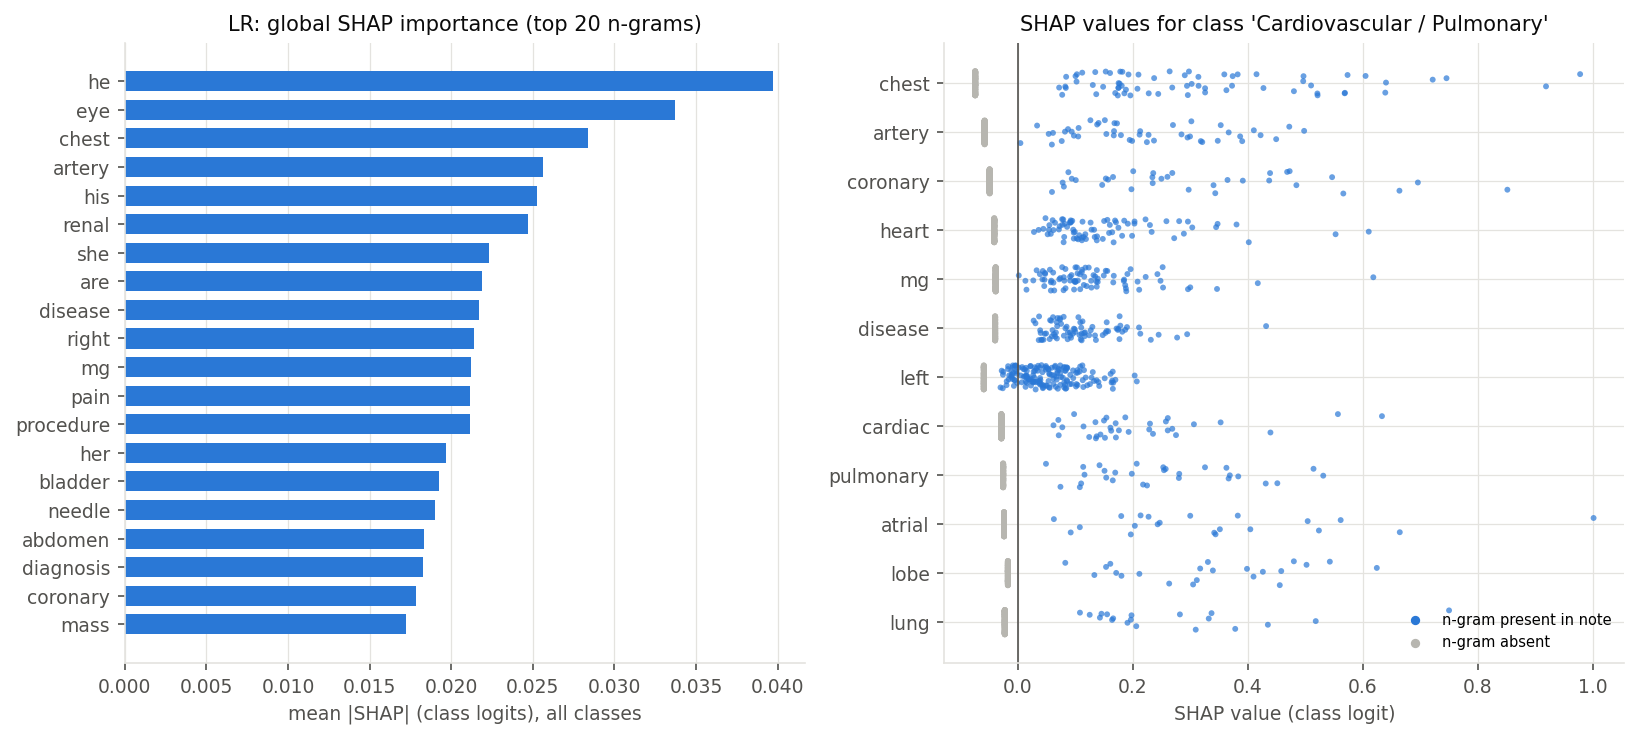 LR: global SHAP importance (top 20 n-grams)
he
eye
chest
artery
his
renal
she
are
disease
right
mg
pain
procedure
her
bladder
needle
abdomen
diagnosis
coronary
mass
0.000 0.005 0.010 0.015 0.020 0.025 0.030 0.035 0.040
mean |SHAP| (class logits), all classes
SHAP values for class 'Cardiovascular / Pulmonary'
chest
artery
coronary
heart
mg
disease
left
cardiac
pulmonary
atrial
lobe
lung
n-gram present in note
n-gram absent
0.0 0.2 0.4 0.6 0.8 1.0
SHAP value (class logit)